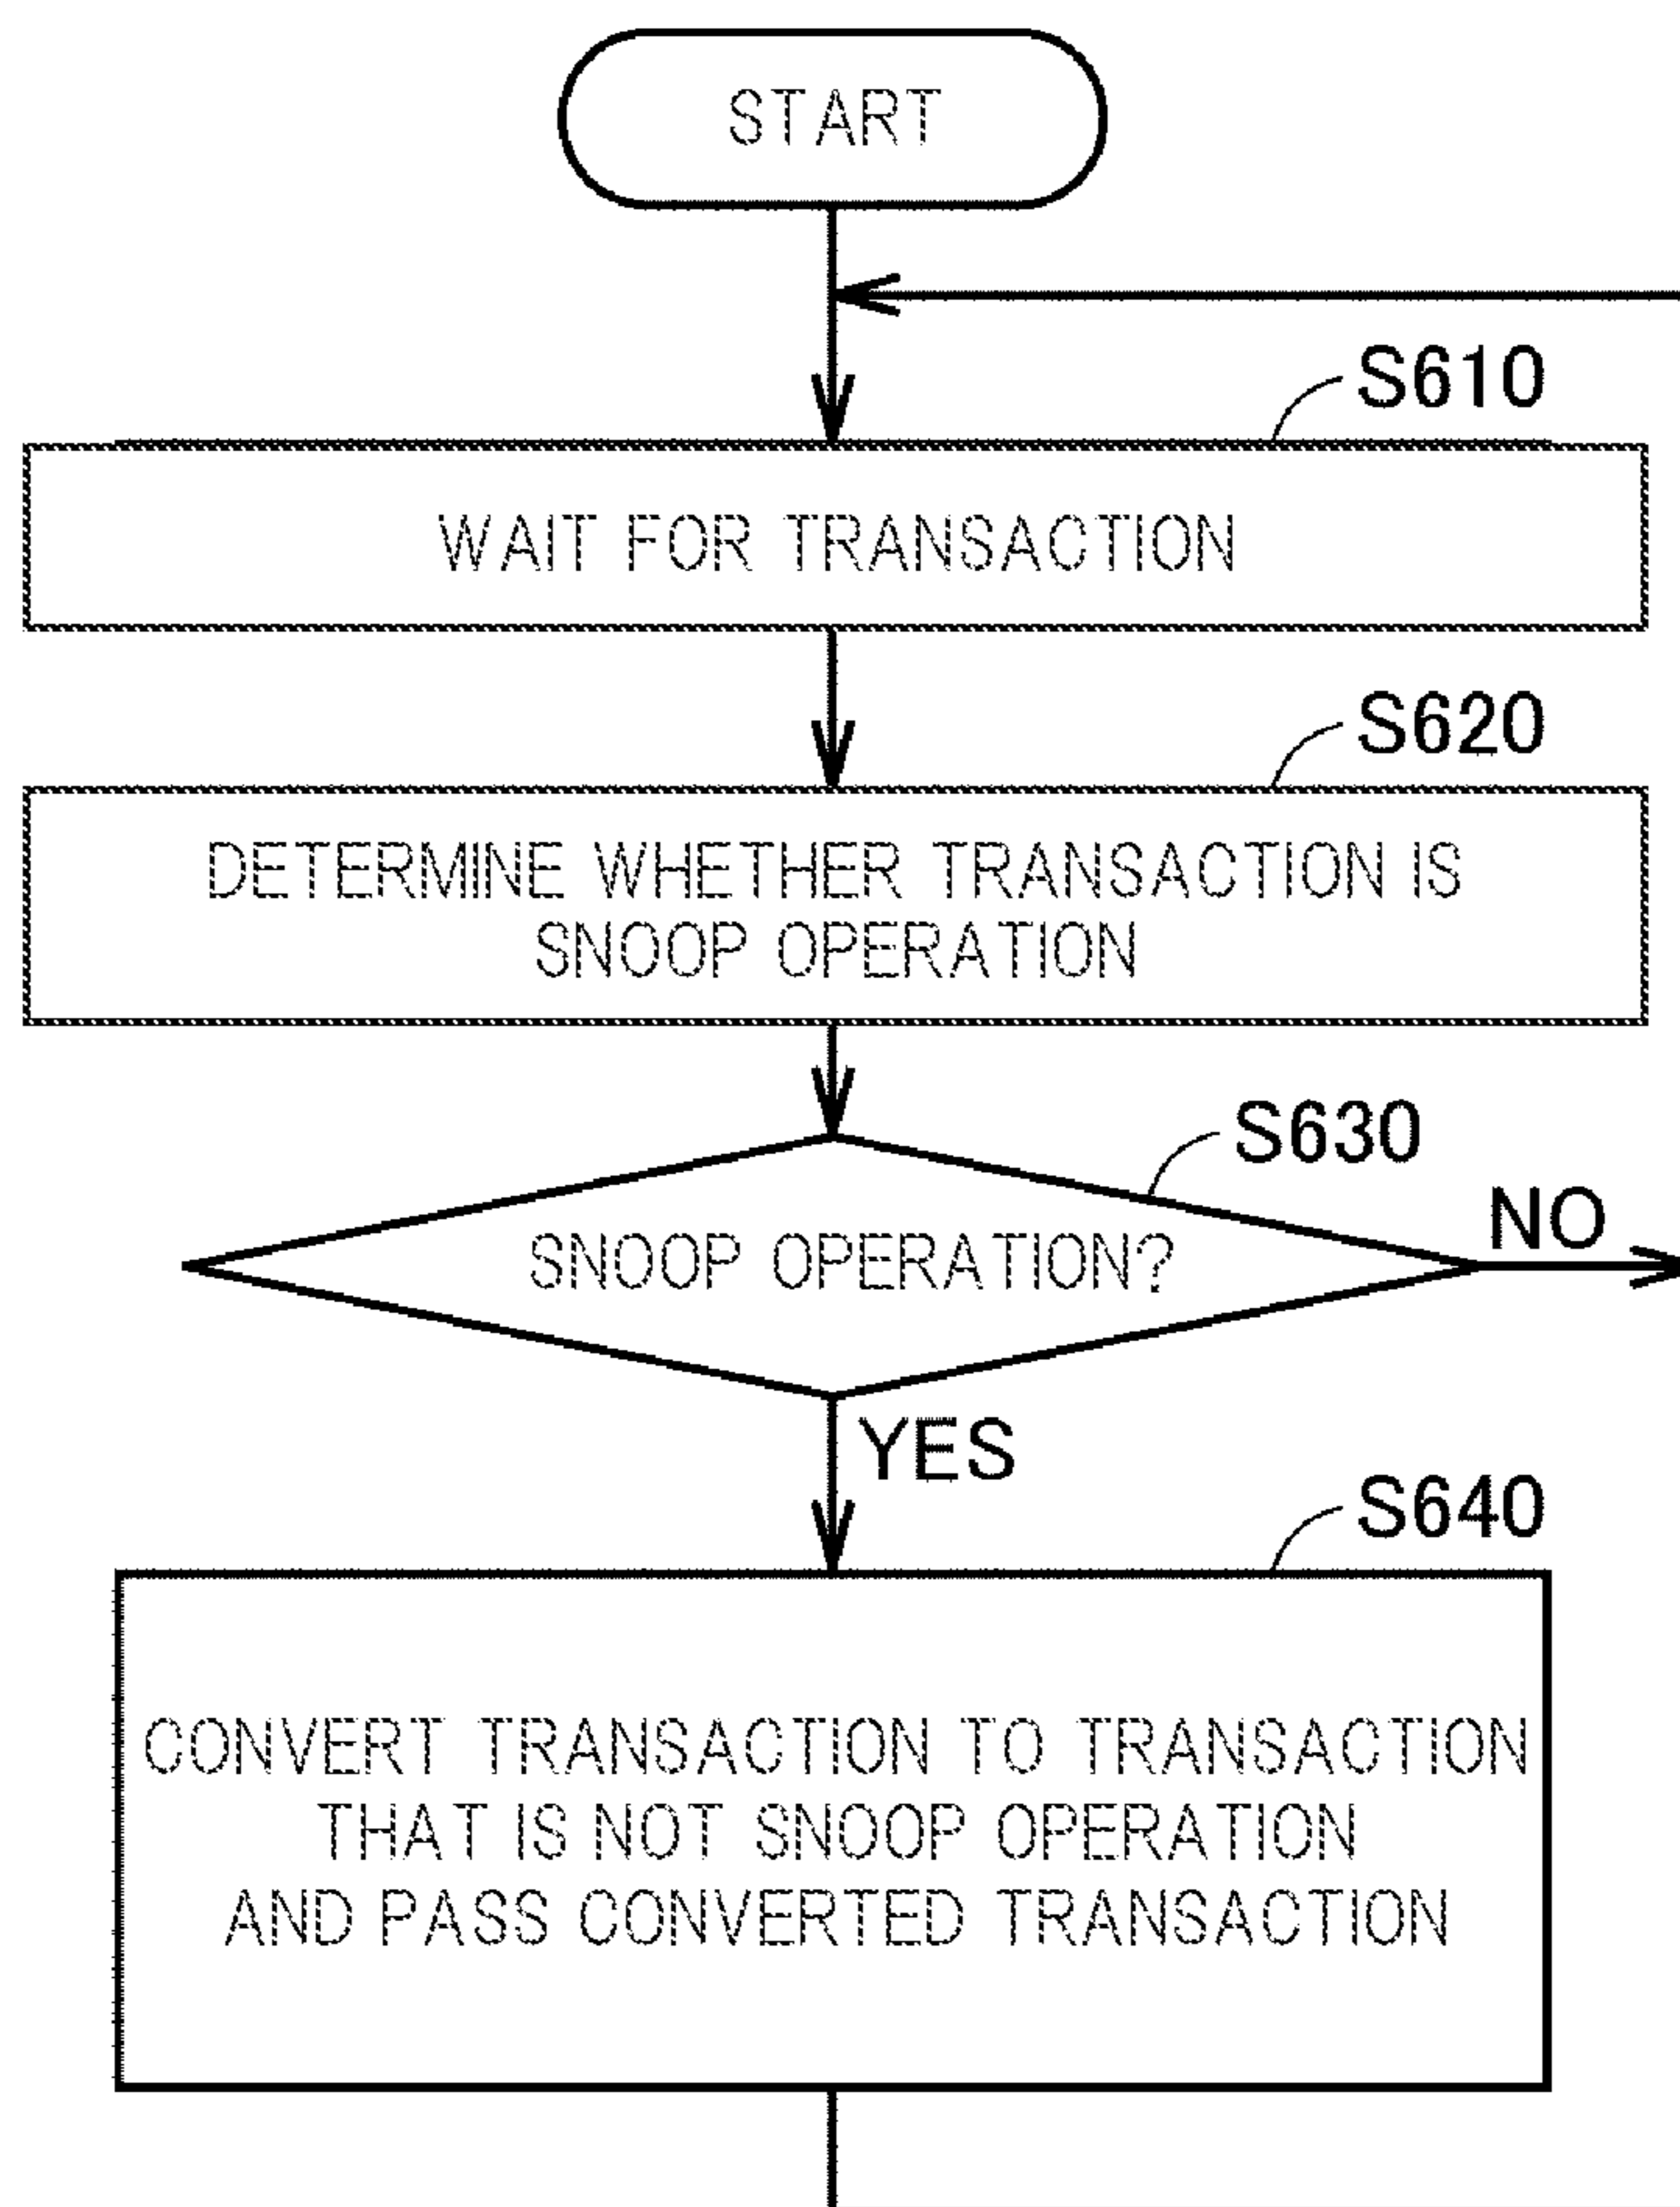 START
S610
WAIT FOR TRANSACTION
S620
DETERMINE WHETHER TRANSACTION IS
SNOOP OPERATION
S630
SNOOP OPERATION?
NO
YES
S640
CONVERT TRANSACTION TO TRANSACTION
THAT IS NOT SNOOP OPERATION
AND PASS CONVERTED TRANSACTION